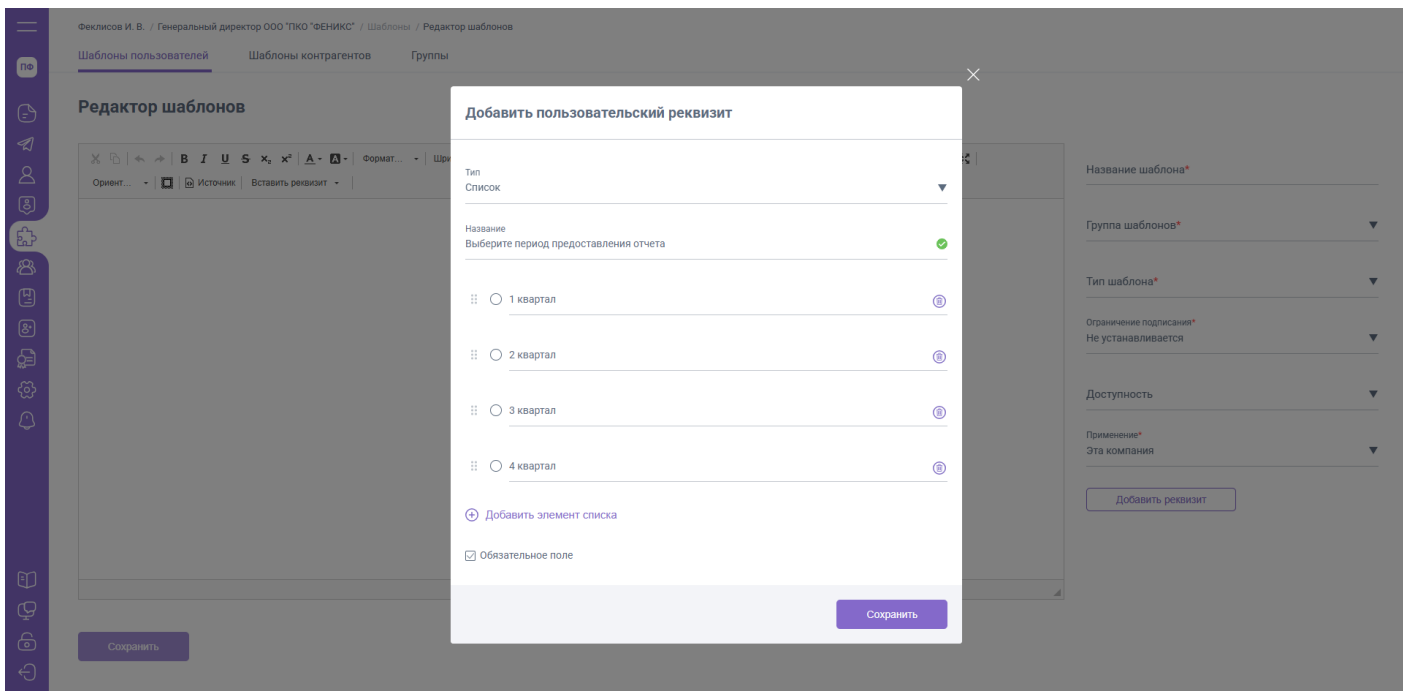 Феклисов И. В. / Генеральный директор ООО "ПКО "ФЕНИКС" / Шаблоны / Редактор шаблонов
Шаблоны пользователей Шаблоны контрагентов Группы
ПФ
Редактор шаблонов
B I U S x₂ x² A A Формат... Шри
Ориент... Источник Вставить реквизит
Добавить пользовательский реквизит
Тип
Список
Название
Выберите период предоставления отчета
1 квартал
2 квартал
3 квартал
4 квартал
Добавить элемент списка
Обязательное поле
Сохранить
Название шаблона*
Группа шаблонов*
Тип шаблона*
Ограничение подписания*
Не устанавливается
Доступность
Применение*
Эта компания
Добавить реквизит
Сохранить